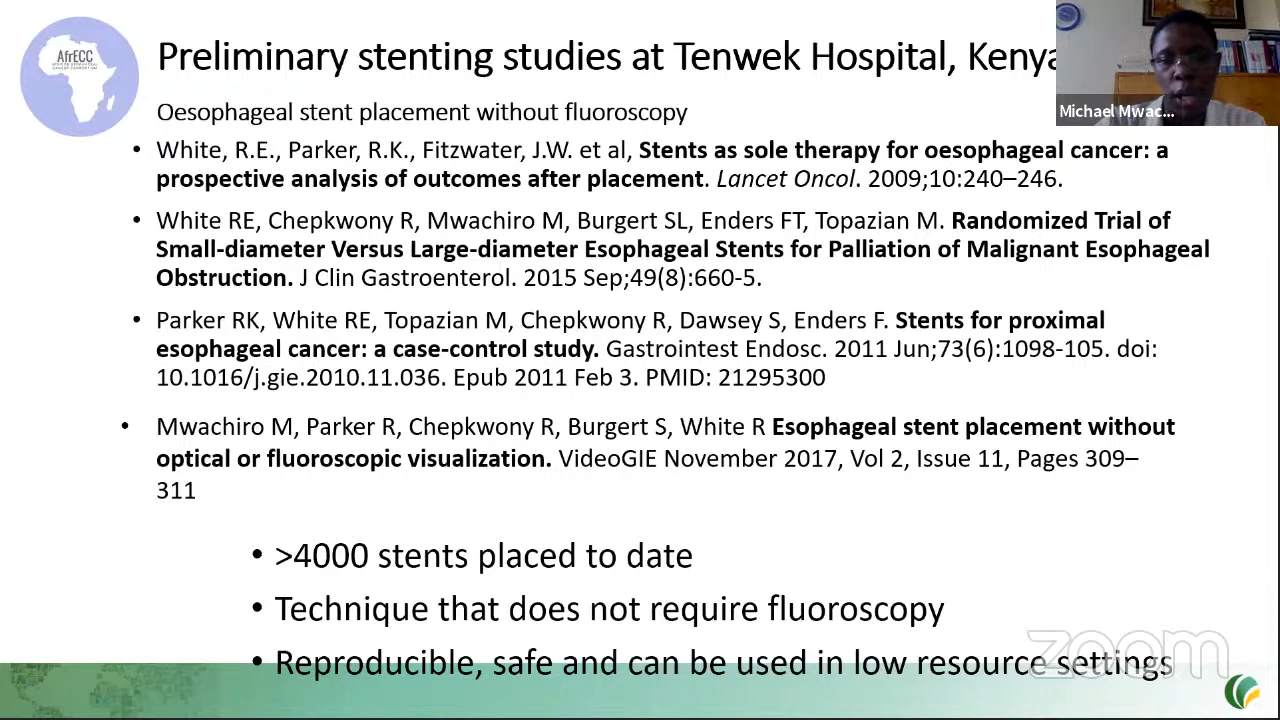 AfrECC
Preliminary stenting studies at Tenwek Hospital, Kenya
Michael Mwac...
Oesophageal stent placement without fluoroscopy
• White, R.E., Parker, R.K., Fitzwater, J.W. et al, Stents as sole therapy for oesophageal cancer: a
prospective analysis of outcomes after placement. Lancet Oncol. 2009;10:240–246.
• White RE, Chepkwony R, Mwachiro M, Burgert SL, Enders FT, Topazian M. Randomized Trial of
Small-diameter Versus Large-diameter Esophageal Stents for Palliation of Malignant Esophageal
Obstruction. J Clin Gastroenterol. 2015 Sep;49(8):660-5.
• Parker RK, White RE, Topazian M, Chepkwony R, Dawsey S, Enders F. Stents for proximal
esophageal cancer: a case-control study. Gastrointest Endosc. 2011 Jun;73(6):1098-105. doi:
10.1016/j.gie.2010.11.036. Epub 2011 Feb 3. PMID: 21295300
• Mwachiro M, Parker R, Chepkwony R, Burgert S, White R Esophageal stent placement without
optical or fluoroscopic visualization. VideoGIE November 2017, Vol 2, Issue 11, Pages 309–
311
• >4000 stents placed to date
• Technique that does not require fluoroscopy
• Reproducible, safe and can be used in low resource settings
zoom